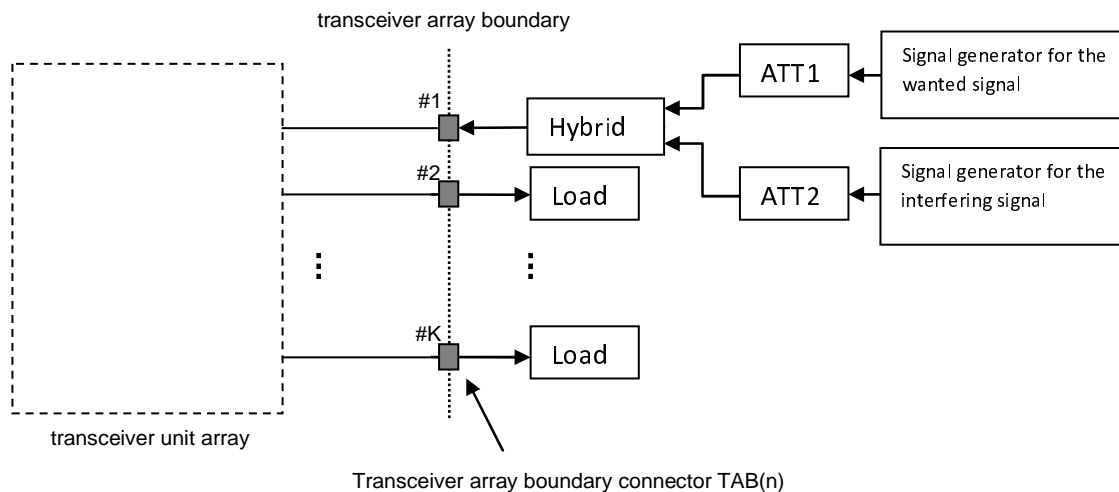 transceiver array boundary
#1
Hybrid
ATT1
Signal generator for the
wanted signal
#2
Load
ATT2
Signal generator for the
interfering signal
#K
Load
transceiver unit array
Transceiver array boundary connector TAB(n)